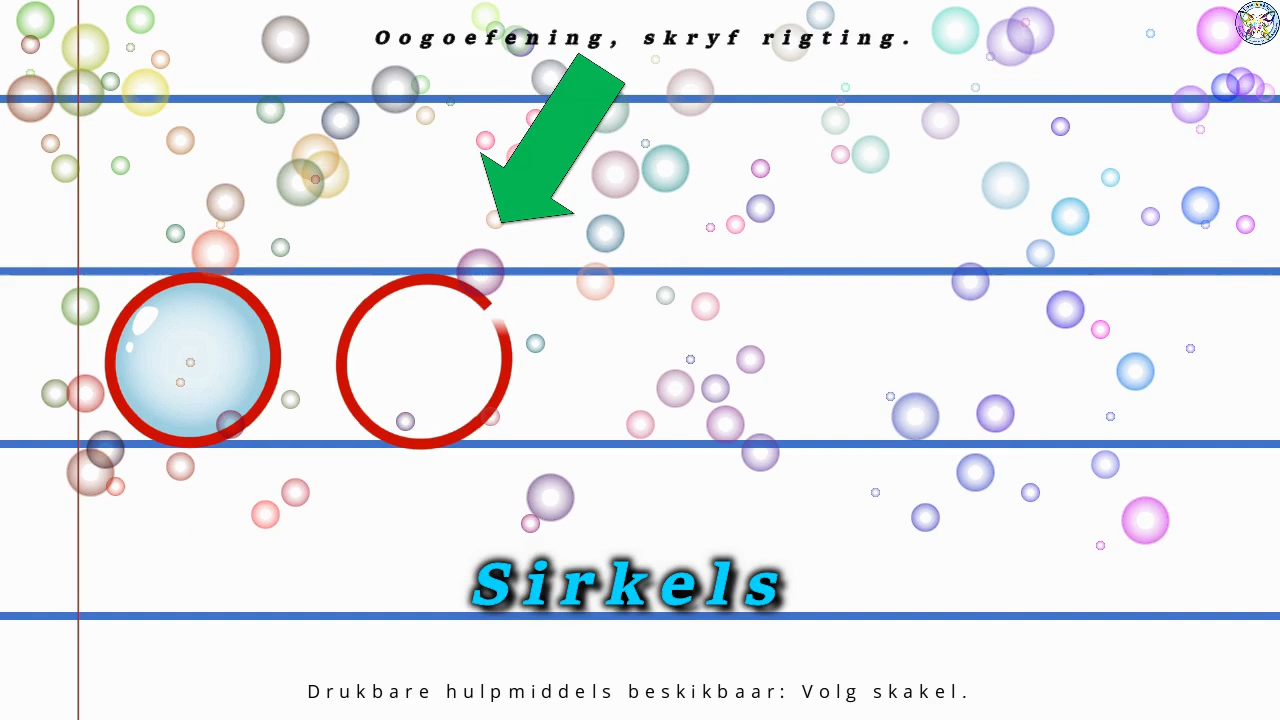 Oogoefening, skryf rigting.
Sirkels
Drukbare hulpmiddels beskikbaar: Volg skakel.